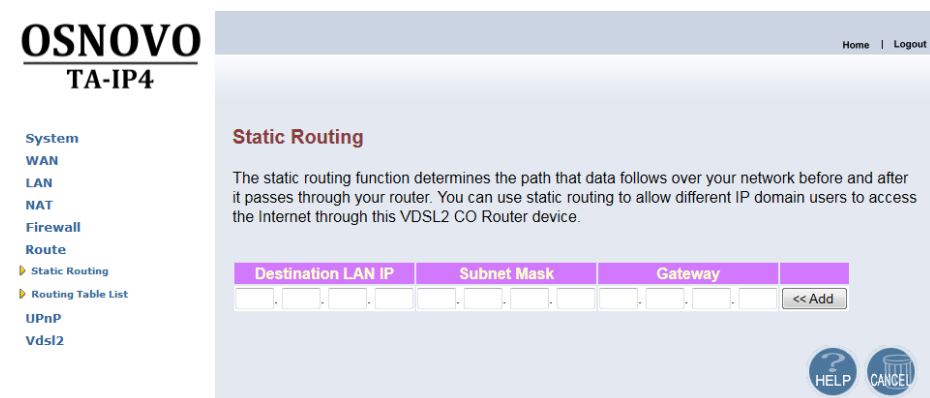 OSNOVO
TA-IP4
Home | Logout
System
WAN
LAN
NAT
Firewall
Route
Static Routing
Routing Table List
UPnP
Vdsl2
Static Routing
The static routing function determines the path that data follows over your network before and after
it passes through your router. You can use static routing to allow different IP domain users to access
the Internet through this VDSL2 CO Router device.
Destination LAN IP Subnet Mask Gateway
. . . . . . . . . << Add
HELP CANCEL